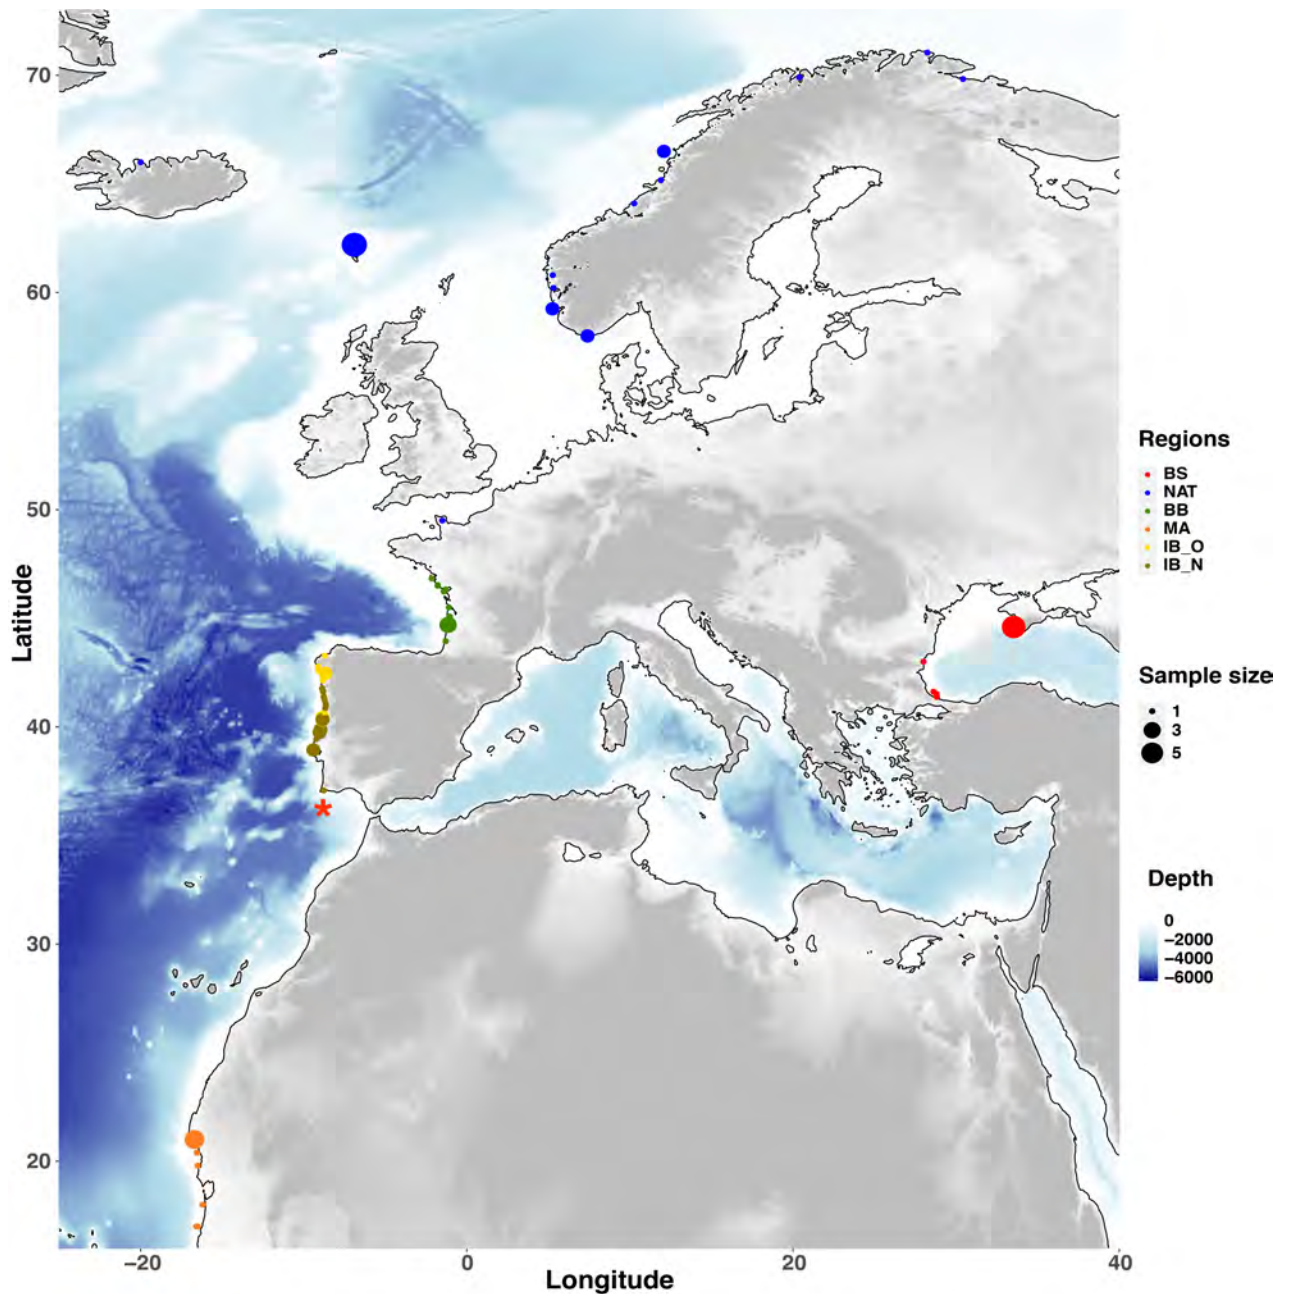 70
60
50
40
30
20
Latitude
−20
0
20
40
Longitude
*
Regions
BS
NAT
BB
MA
IB_O
IB_N
Sample size
1
3
5
Depth
0
−2000
−4000
−6000